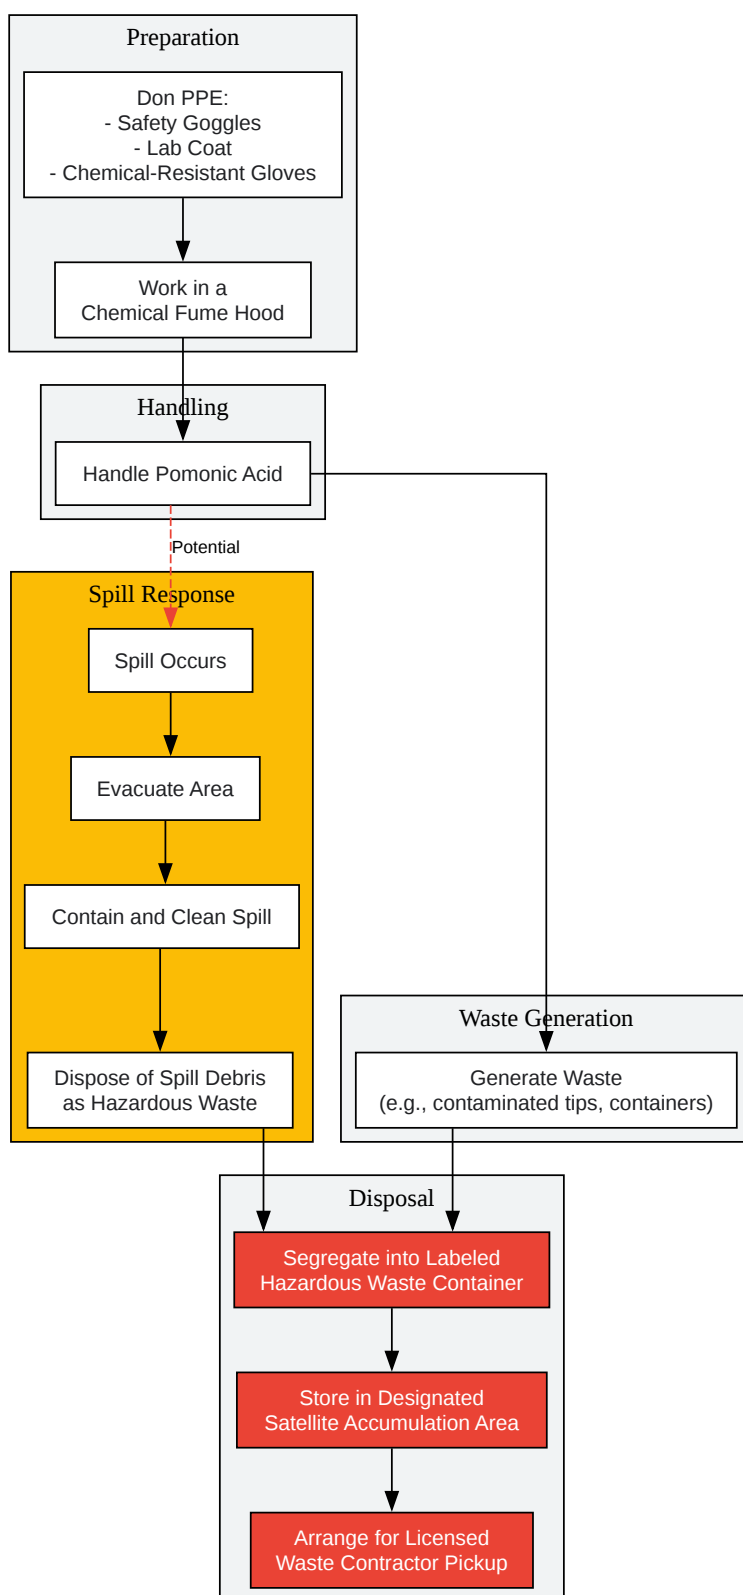 Preparation
Don PPE:
- Safety Goggles
- Lab Coat
- Chemical-Resistant Gloves
Work in a
Chemical Fume Hood
Handling
Handle Pomonic Acid
Potential
Spill Response
Spill Occurs
Evacuate Area
Contain and Clean Spill
Dispose of Spill Debris
as Hazardous Waste
Waste Generation
Generate Waste
(e.g., contaminated tips, containers)
Disposal
Segregate into Labeled
Hazardous Waste Container
Store in Designated
Satellite Accumulation Area
Arrange for Licensed
Waste Contractor Pickup